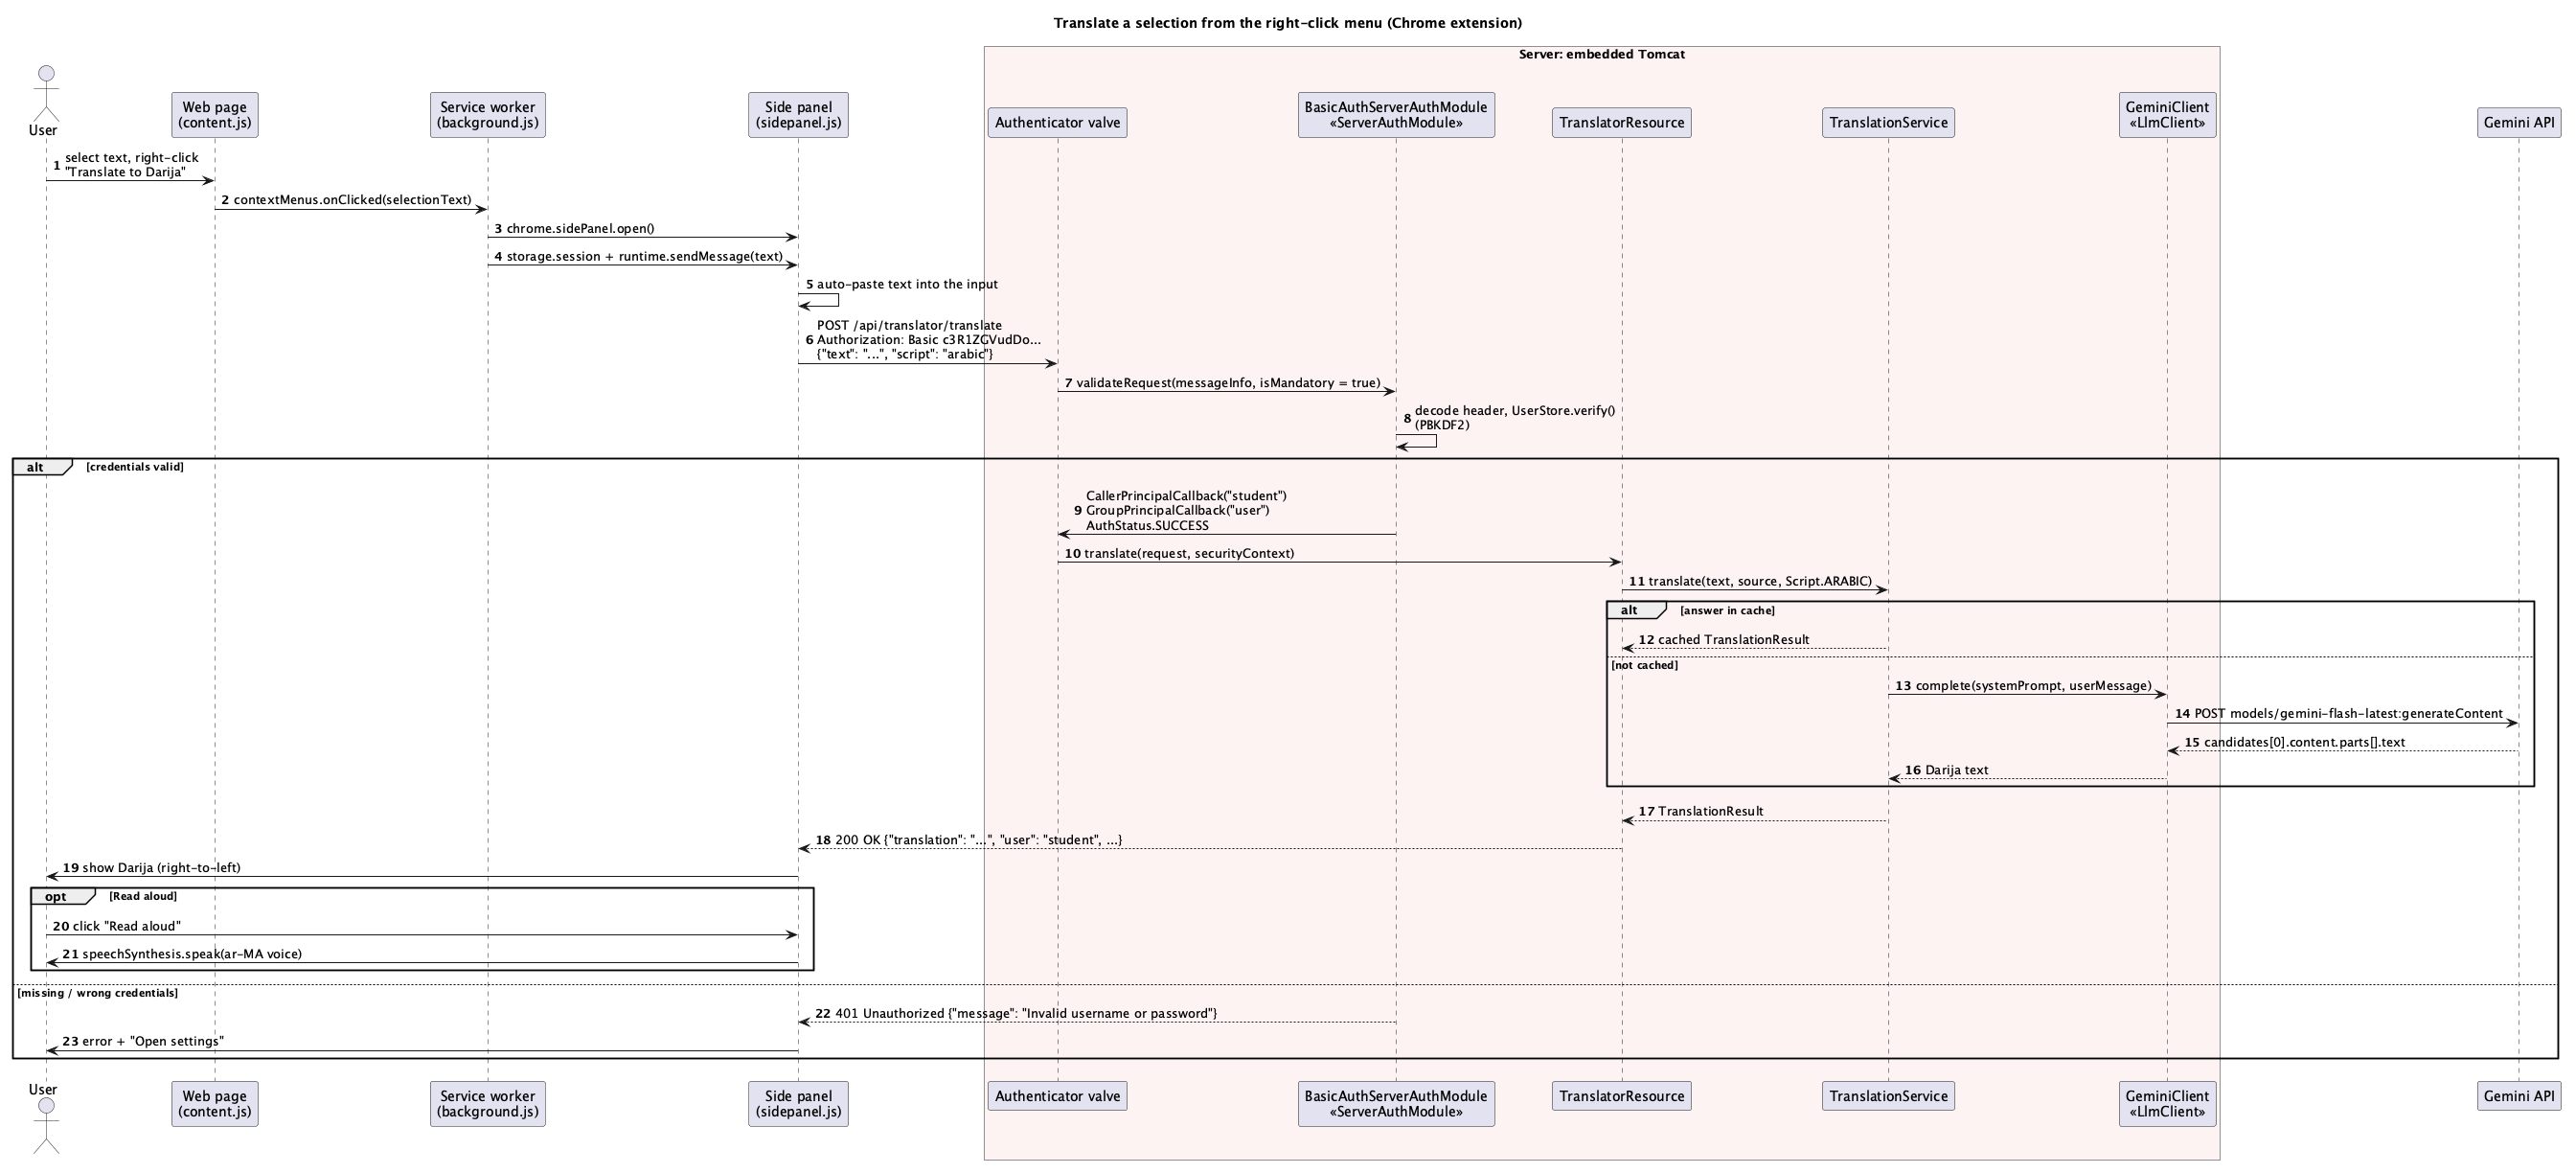 Translate a selection from the right-click menu (Chrome extension)
Server: embedded Tomcat
User
Web page
(content.js)
Service worker
(background.js)
Side panel
(sidepanel.js)
Authenticator valve
BasicAuthServerAuthModule
«ServerAuthModule»
TranslatorResource
TranslationService
GeminiClient
«LlmClient»
Gemini API
1 select text, right-click
"Translate to Darija"
2 contextMenus.onClicked(selectionText)
3 chrome.sidePanel.open()
4 storage.session + runtime.sendMessage(text)
5 auto-paste text into the input
POST /api/translator/translate
6 Authorization: Basic c3R1ZGVudDo...
{"text": "...", "script": "arabic"}
7 validateRequest(messageInfo, isMandatory = true)
8 decode header, UserStore.verify()
(PBKDF2)
alt [credentials valid]
CallerPrincipalCallback("student")
9 GroupPrincipalCallback("user")
AuthStatus.SUCCESS
10 translate(request, securityContext)
11 translate(text, source, Script.ARABIC)
alt [answer in cache]
12 cached TranslationResult
[not cached]
13 complete(systemPrompt, userMessage)
14 POST models/gemini-flash-latest:generateContent
15 candidates[0].content.parts[].text
16 Darija text
17 TranslationResult
18 200 OK {"translation": "...", "user": "student", ...}
19 show Darija (right-to-left)
opt [Read aloud]
20 click "Read aloud"
21 speechSynthesis.speak(ar-MA voice)
[missing / wrong credentials]
22 401 Unauthorized {"message": "Invalid username or password"}
23 error + "Open settings"
User
Web page
(content.js)
Service worker
(background.js)
Side panel
(sidepanel.js)
Authenticator valve
BasicAuthServerAuthModule
«ServerAuthModule»
TranslatorResource
TranslationService
GeminiClient
«LlmClient»
Gemini API